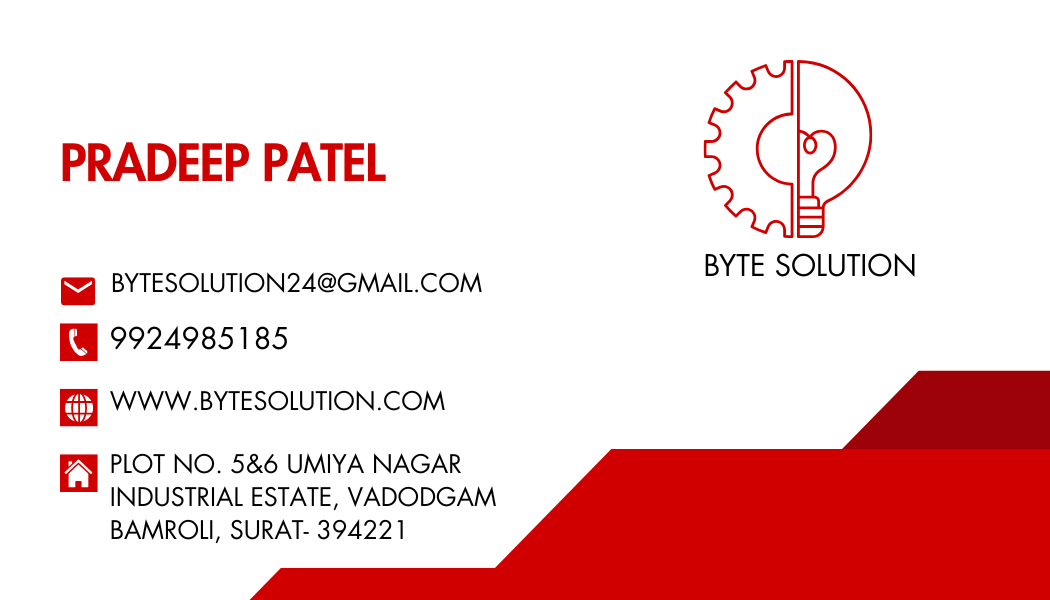 PRADEEP PATEL
BYTE SOLUTION
BYTESOLUTION24@GMAIL.COM
9924985185
WWW.BYTESOLUTION.COM
PLOT NO. 5&6 UMIYA NAGAR
INDUSTRIAL ESTATE, VADODGAM
BAMROLI, SURAT- 394221